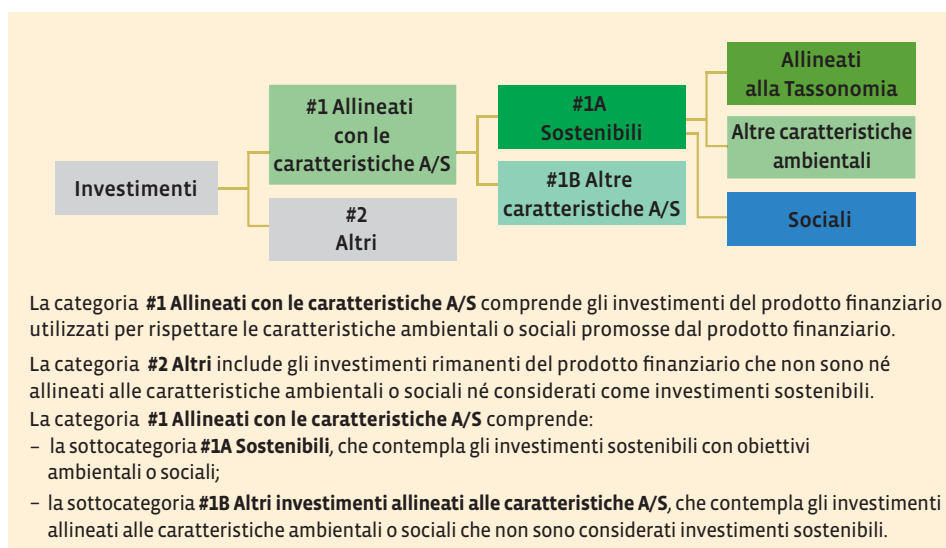 Investimenti
#1 Allineati
con le
caratteristiche A/S
#2
Altri
#1A
Sostenibili
#1B Altre
caratteristiche A/S
Allineati
alla Tassonomia
Altre caratteristiche
ambientali
Sociali
La categoria #1 Allineati con le caratteristiche A/S comprende gli investimenti del prodotto finanziario
utilizzati per rispettare le caratteristiche ambientali o sociali promosse dal prodotto finanziario.
La categoria #2 Altri include gli investimenti rimanenti del prodotto finanziario che non sono né
allineati alle caratteristiche ambientali o sociali né considerati come investimenti sostenibili.
La categoria #1 Allineati con le caratteristiche A/S comprende:
– la sottocategoria #1A Sostenibili, che contempla gli investimenti sostenibili con obiettivi
ambientali o sociali;
– la sottocategoria #1B Altri investimenti allineati alle caratteristiche A/S, che contempla gli investimenti
allineati alle caratteristiche ambientali o sociali che non sono considerati investimenti sostenibili.